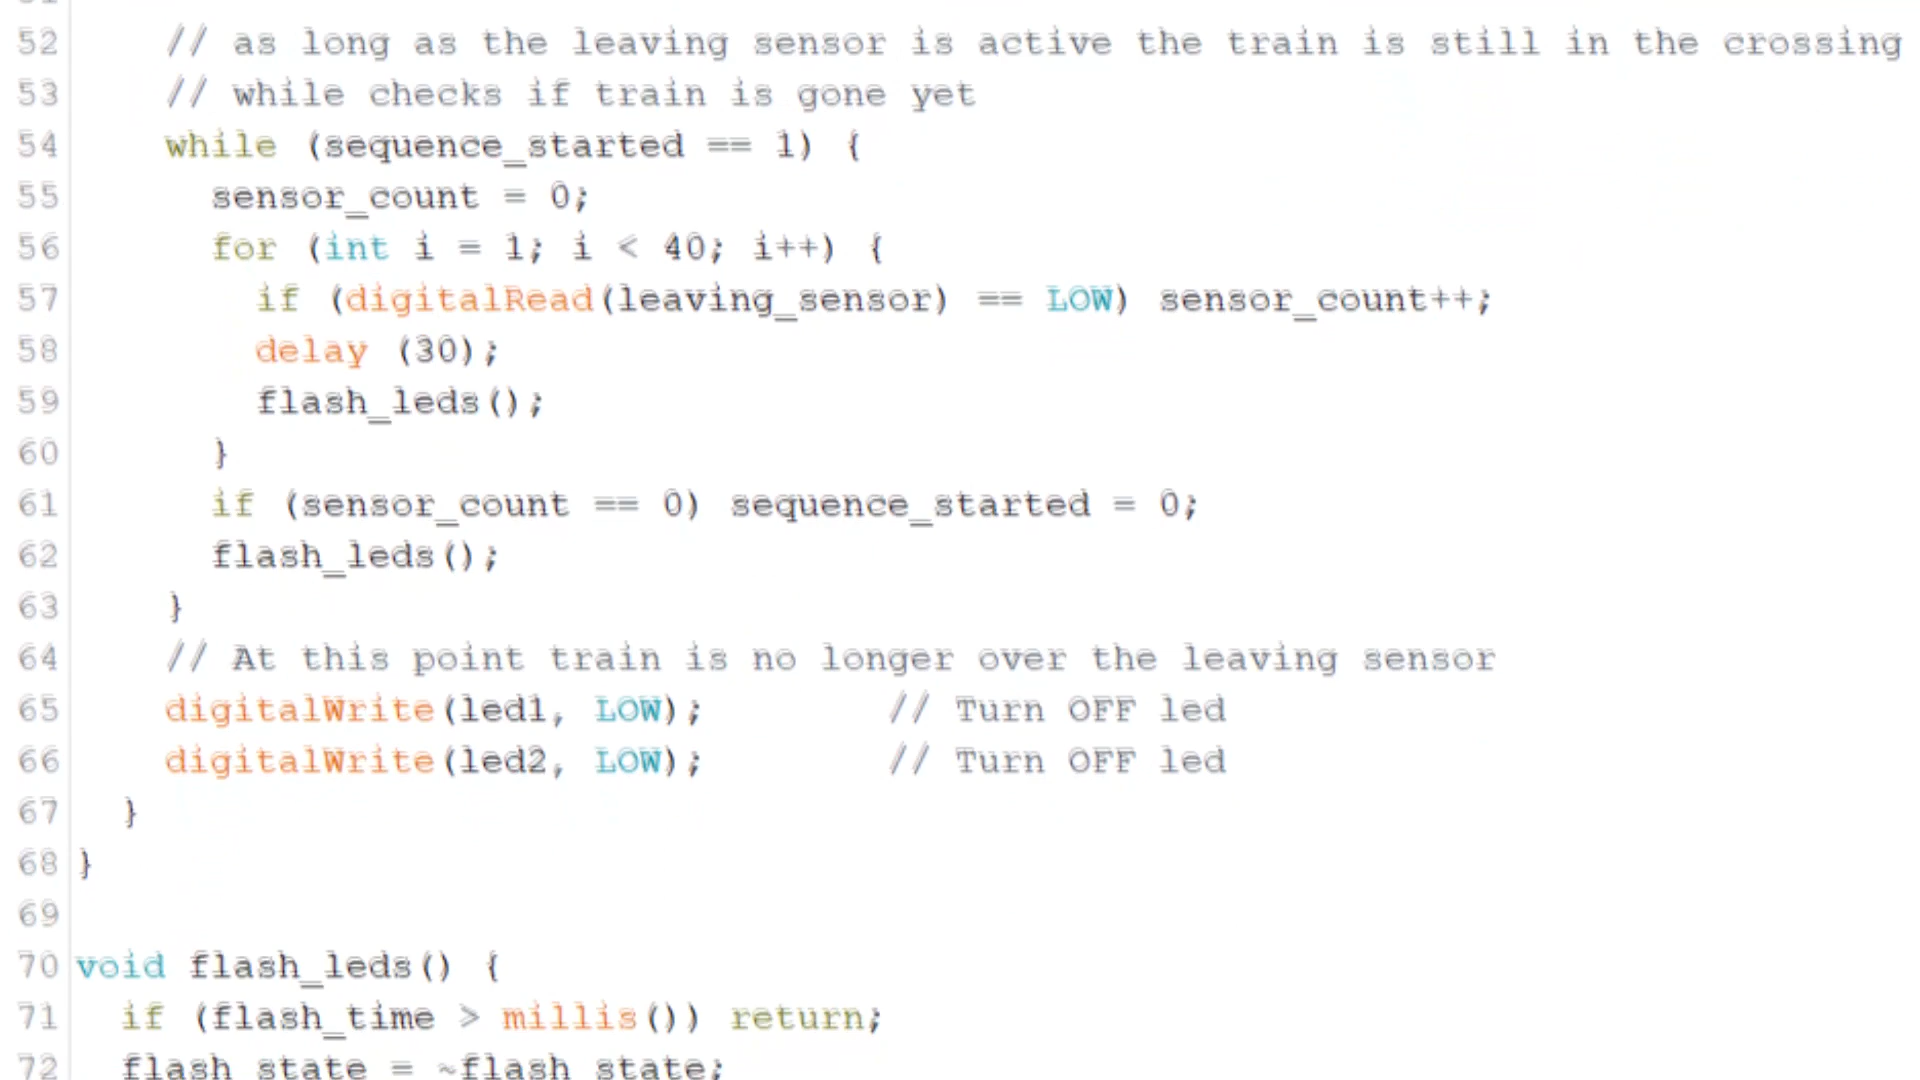 52 // as long as the leaving sensor is active the train is still in the crossing
53 // while checks if train is gone yet
54 while (sequence_started == 1) {
55 sensor_count = 0;
56 for (int i = 1; i < 40; i++) {
57 if (digitalRead(leaving_sensor) == LOW) sensor_count++;
58 delay (30);
59 flash_leds();
60 }
61 if (sensor_count == 0) sequence_started = 0;
62 flash_leds();
63 }
64 // At this point train is no longer over the leaving sensor
65 digitalWrite(led1, LOW); // Turn OFF led
66 digitalWrite(led2, LOW); // Turn OFF led
67 }
68 }
69
70 void flash_leds() {
71 if (flash_time > millis()) return;
72 flash_state = ~flash_state;